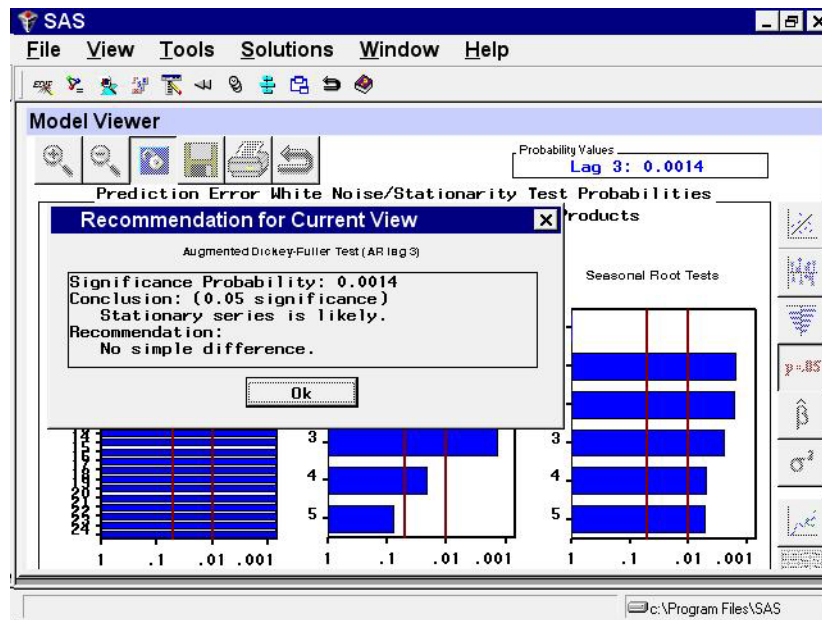 SAS
File View Tools Solutions Window Help
Model Viewer
Probability Values
Lag 3: 0.0014
Prediction Error White Noise/Stationarity Test Probabilities
Products
Recommendation for Current View
Augmented Dickey-Fuller Test (AR lag 3)
Significance Probability: 0.0014
Conclusion: (0.05 significance)
Stationary series is likely.
Recommendation:
No simple difference.
Ok
Seasonal Root Tests
p=.05
β̂
σ²
24
3
4
5
3
4
5
1 .1 .01 .001
1 .1 .01 .001
1 .1 .01 .001
c:\Program Files\SAS